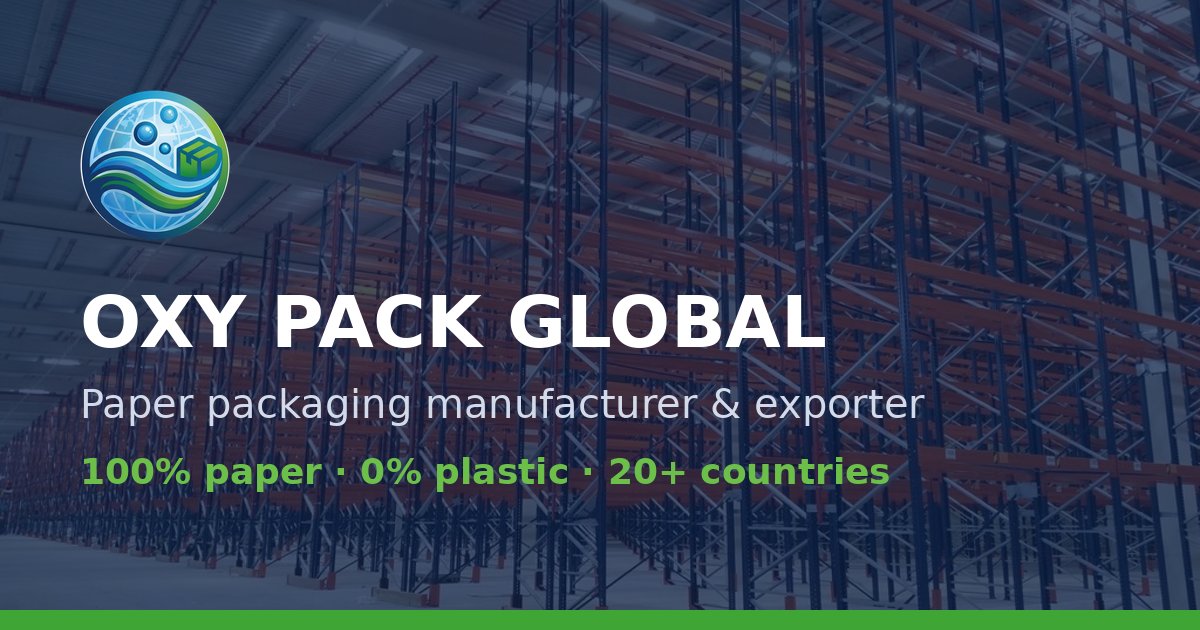 OXY PACK GLOBAL
Paper packaging manufacturer & exporter
100% paper · 0% plastic · 20+ countries